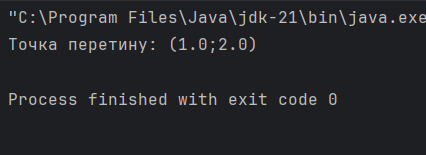 "C:\Program Files\Java\jdk-21\bin\java.exe
Точка перетину: (1.0;2.0)
Process finished with exit code 0